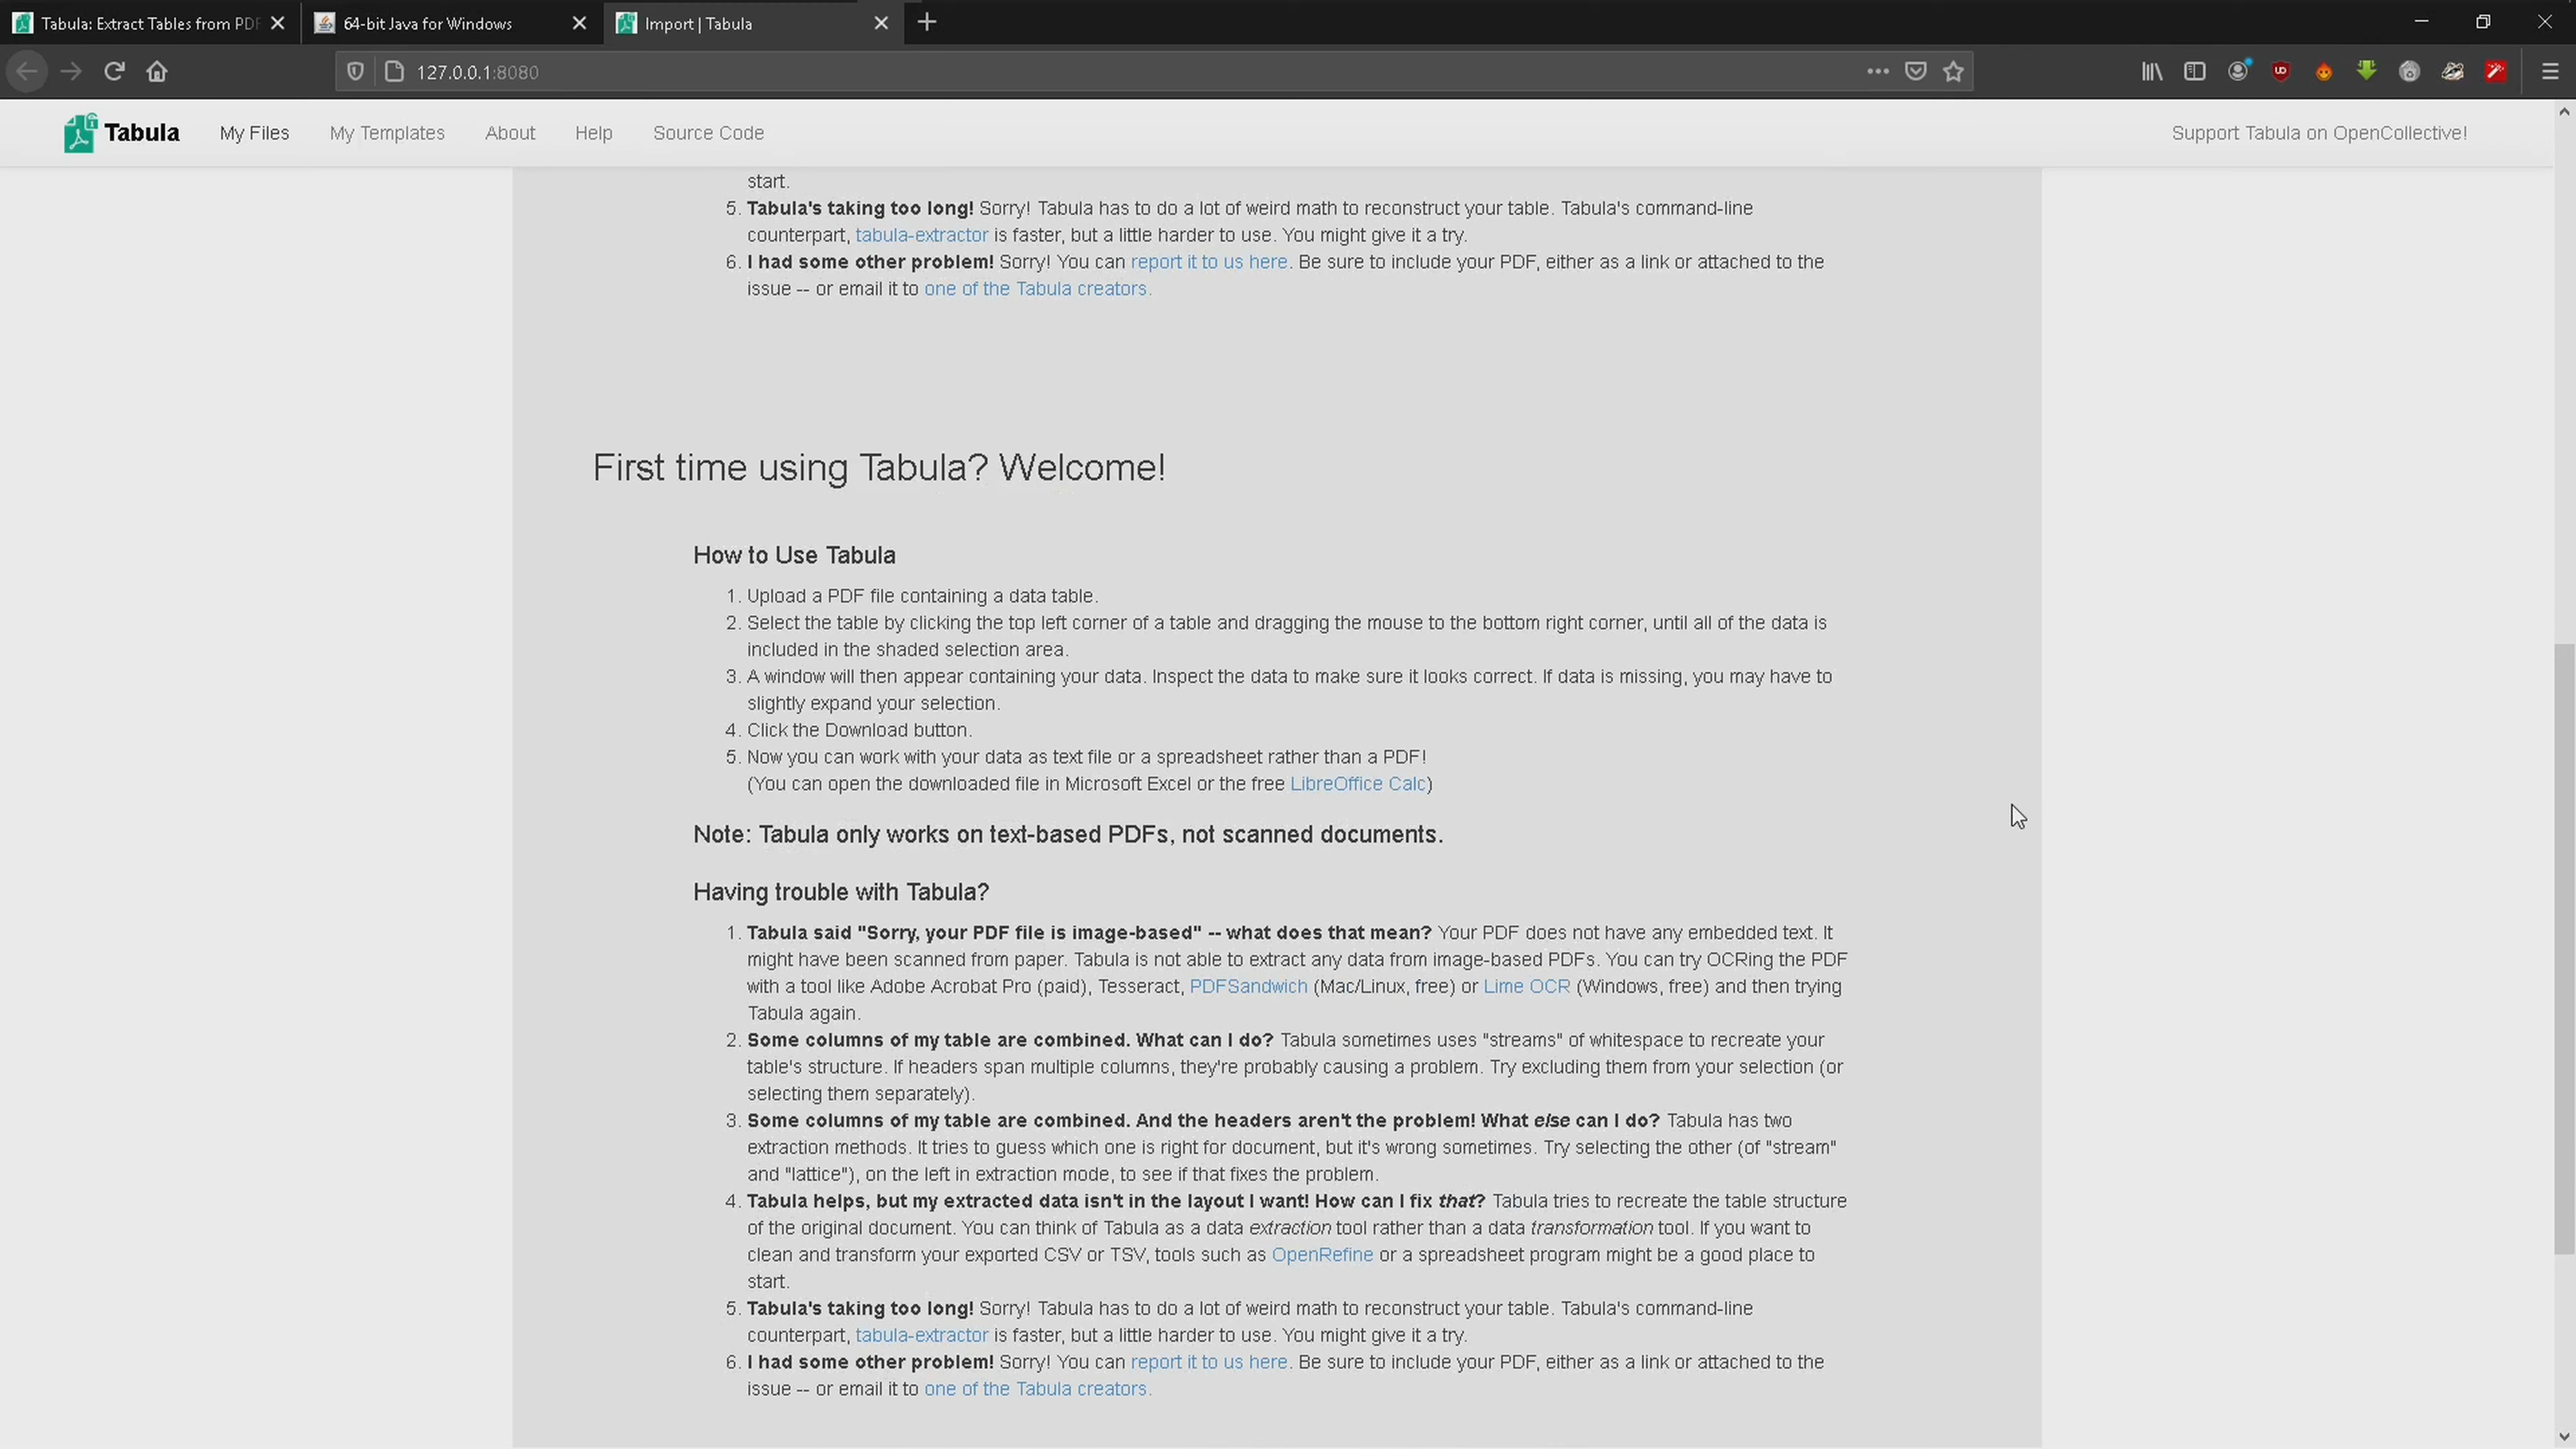 Tabula: Extract Tables from PDF
64-bit Java for Windows
Import | Tabula
127.0.0.1:8080
Tabula
My Files
My Templates
About
Help
Source Code
Support Tabula on OpenCollective!
start.
5. Tabula's taking too long! Sorry! Tabula has to do a lot of weird math to reconstruct your table. Tabula's command-line
counterpart, tabula-extractor is faster, but a little harder to use. You might give it a try.
6. I had some other problem! Sorry! You can report it to us here. Be sure to include your PDF, either as a link or attached to the
issue -- or email it to one of the Tabula creators.
First time using Tabula? Welcome!
How to Use Tabula
1. Upload a PDF file containing a data table.
2. Select the table by clicking the top left corner of a table and dragging the mouse to the bottom right corner, until all of the data is
included in the shaded selection area.
3. A window will then appear containing your data. Inspect the data to make sure it looks correct. If data is missing, you may have to
slightly expand your selection.
4. Click the Download button.
5. Now you can work with your data as text file or a spreadsheet rather than a PDF!
(You can open the downloaded file in Microsoft Excel or the free LibreOffice Calc)
Note: Tabula only works on text-based PDFs, not scanned documents.
Having trouble with Tabula?
1. Tabula said "Sorry, your PDF file is image-based" -- what does that mean? Your PDF does not have any embedded text. It
might have been scanned from paper. Tabula is not able to extract any data from image-based PDFs. You can try OCRing the PDF
with a tool like Adobe Acrobat Pro (paid), Tesseract, PDFSandwich (Mac/Linux, free) or Lime OCR (Windows, free) and then trying
Tabula again.
2. Some columns of my table are combined. What can I do? Tabula sometimes uses "streams" of whitespace to recreate your
table's structure. If headers span multiple columns, they're probably causing a problem. Try excluding them from your selection (or
selecting them separately).
3. Some columns of my table are combined. And the headers aren't the problem! What else can I do? Tabula has two
extraction methods. It tries to guess which one is right for document, but it's wrong sometimes. Try selecting the other (of "stream"
and "lattice"), on the left in extraction mode, to see if that fixes the problem.
4. Tabula helps, but my extracted data isn't in the layout I want! How can I fix that? Tabula tries to recreate the table structure
of the original document. You can think of Tabula as a data extraction tool rather than a data transformation tool. If you want to
clean and transform your exported CSV or TSV, tools such as OpenRefine or a spreadsheet program might be a good place to
start.
5. Tabula's taking too long! Sorry! Tabula has to do a lot of weird math to reconstruct your table. Tabula's command-line
counterpart, tabula-extractor is faster, but a little harder to use. You might give it a try.
6. I had some other problem! Sorry! You can report it to us here. Be sure to include your PDF, either as a link or attached to the
issue -- or email it to one of the Tabula creators.